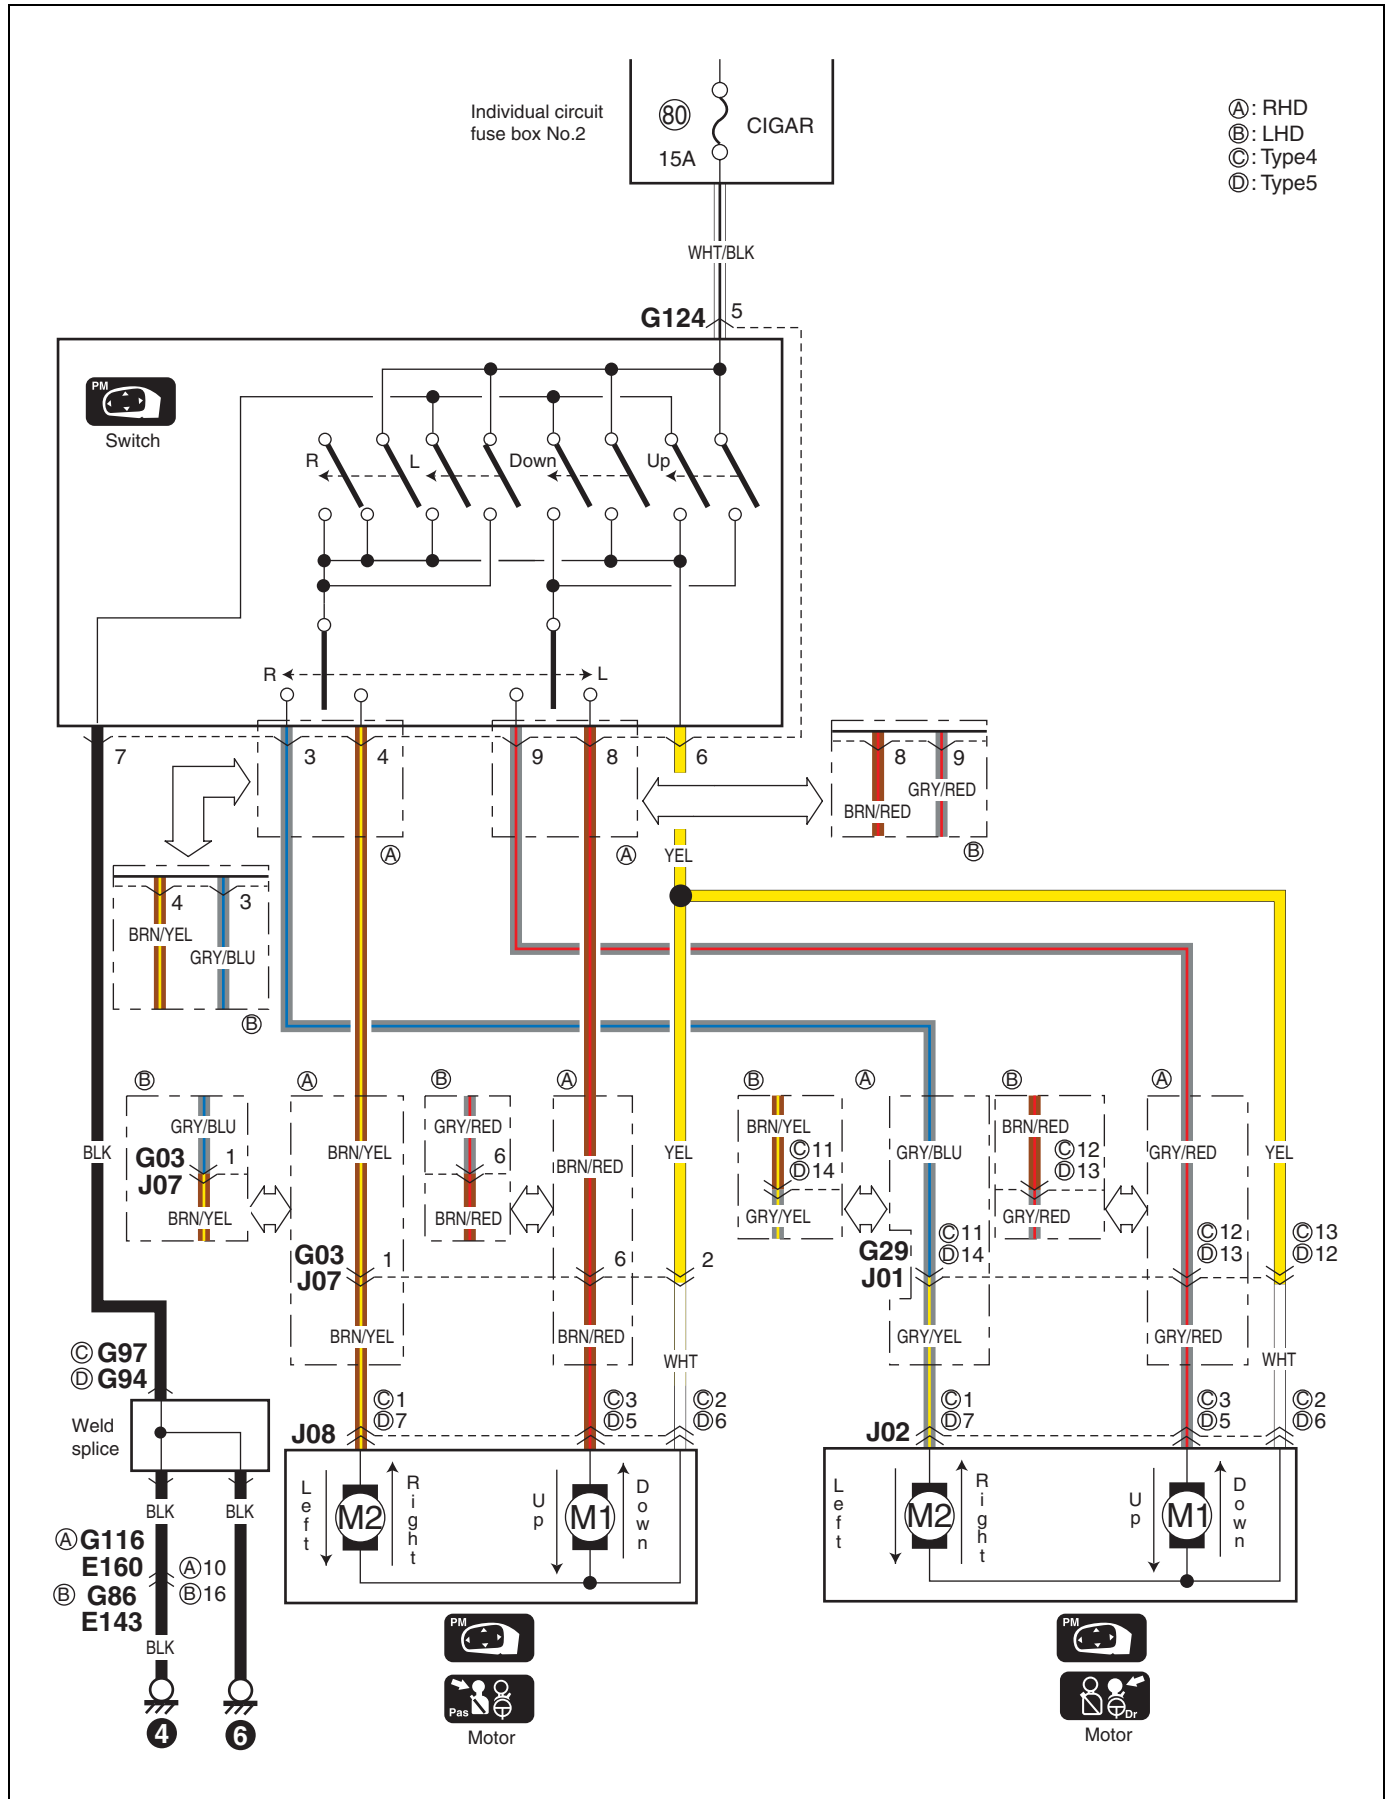 Individual circuit
fuse box No.2
80
15A
CIGAR
Ⓐ: RHD
Ⓑ: LHD
Ⓒ: Type4
Ⓓ: Type5
WHT/BLK
G124 5
PM
Switch
R L Down Up
R L
7 3 4 9 8 6
8 9
GRY/RED
BRN/RED
Ⓑ
Ⓐ Ⓐ
YEL
4 3
BRN/YEL
GRY/BLU
Ⓑ
Ⓑ Ⓐ Ⓑ Ⓐ Ⓑ Ⓐ Ⓑ Ⓐ
GRY/BLU GRY/RED BRN/YEL BRN/RED
BLK BRN/YEL YEL GRY/BLU GRY/RED YEL
G03 1 6 Ⓒ11 Ⓒ12
J07 BRN/RED Ⓓ14 Ⓓ13
BRN/YEL BRN/RED GRY/YEL GRY/RED
G03 1 6 2 G29 Ⓒ11 Ⓒ12 Ⓒ13
J07 J01 Ⓓ14 Ⓓ13 Ⓓ12
BRN/YEL BRN/RED GRY/YEL GRY/RED
WHT WHT
Ⓒ G97
Ⓓ G94
Ⓒ1 Ⓒ3 Ⓒ2 Ⓒ1 Ⓒ3 Ⓒ2
Ⓓ7 Ⓓ5 Ⓓ6 Ⓓ7 Ⓓ5 Ⓓ6
J08 J02
Weld
splice
Left M2 Right Up M1 Down
Left M2 Right Up M1 Down
BLK BLK
Ⓐ G116
E160 Ⓐ10
Ⓑ G86 Ⓑ16
E143
BLK
4 6
PM
Pas
Motor
PM
Dr
Motor